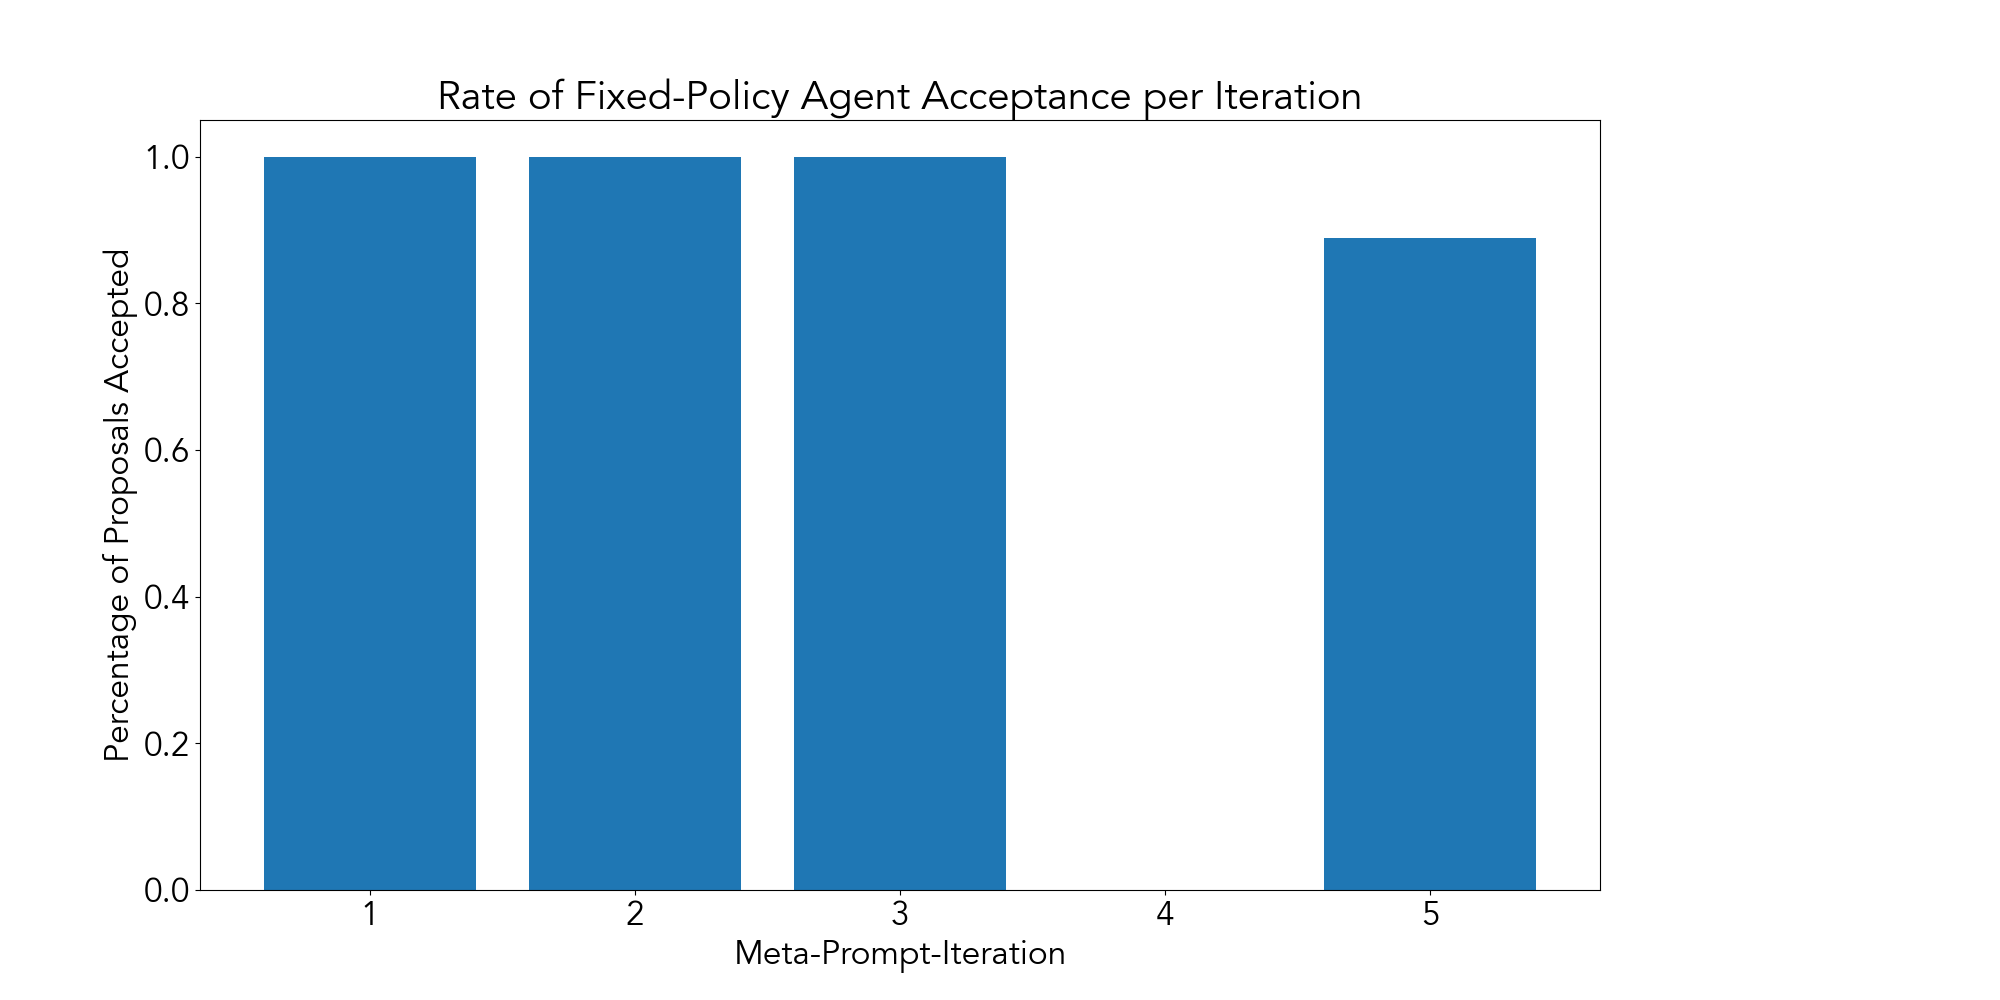 Rate of Fixed-Policy Agent Acceptance per Iteration
Percentage of Proposals Accepted
1.0
0.8
0.6
0.4
0.2
0.0
1 2 3 4 5
Meta-Prompt-Iteration